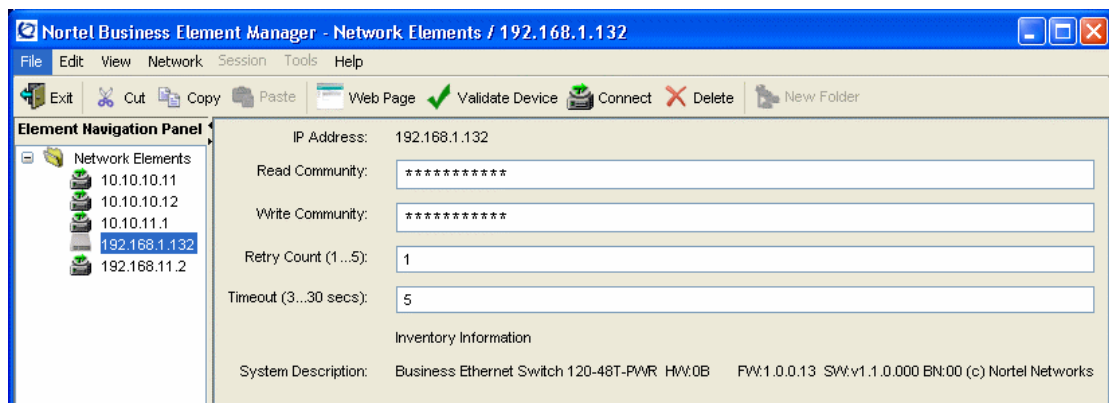 Nortel Business Element Manager - Network Elements / 192.168.1.132
File Edit View Network Session Tools Help
Exit Cut Copy Paste Web Page Validate Device Connect Delete New Folder
Element Navigation Panel
Network Elements
10.10.10.11
10.10.10.12
10.10.11.1
192.168.1.132
192.168.11.2
IP Address: 192.168.1.132
Read Community: ***********
Write Community: ***********
Retry Count (1...5): 1
Timeout (3...30 secs): 5
Inventory Information
System Description: Business Ethernet Switch 120-48T-PWR HW:0B FW:1.0.0.13 SW:v1.1.0.000 BN:00 (c) Nortel Networks